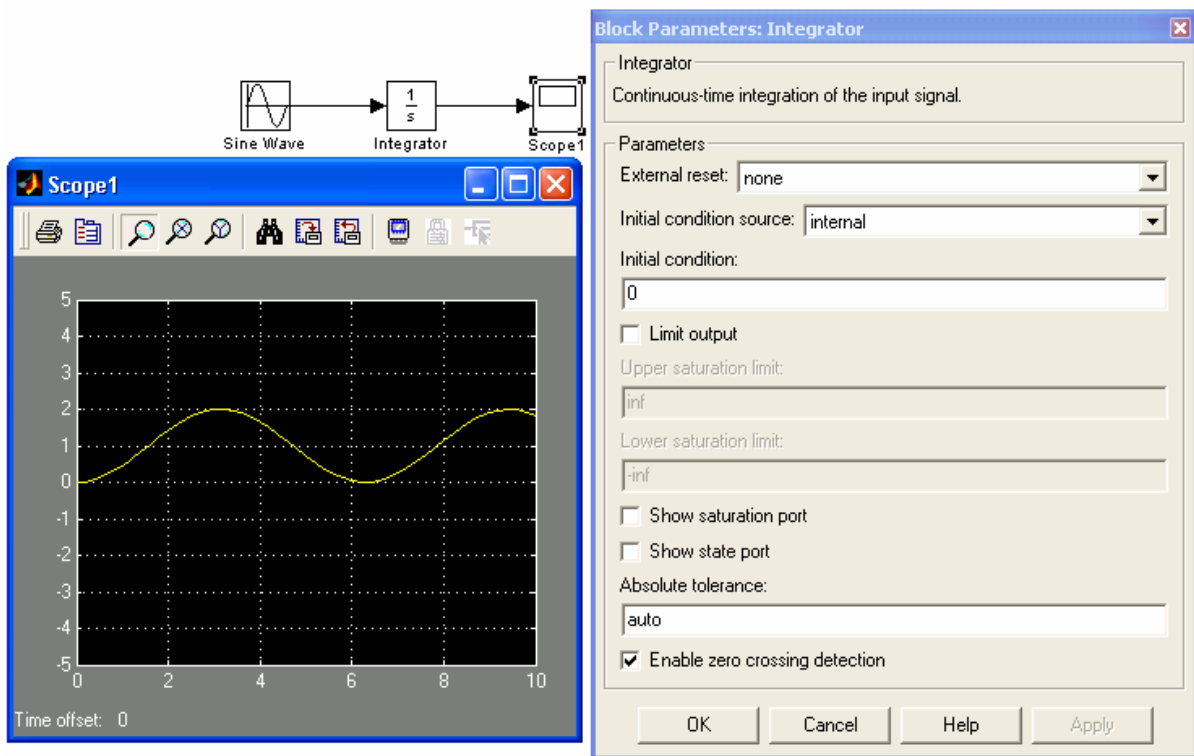 Sine Wave
1
s
Integrator
Scope1
Scope1
5
4
3
2
1
0
-1
-2
-3
-4
-5
0 2 4 6 8 10
Time offset: 0
Block Parameters: Integrator
Integrator
Continuous-time integration of the input signal.
Parameters
External reset: none
Initial condition source: internal
Initial condition:
0
Limit output
Upper saturation limit:
inf
Lower saturation limit:
-inf
Show saturation port
Show state port
Absolute tolerance:
auto
Enable zero crossing detection
OK Cancel Help Apply